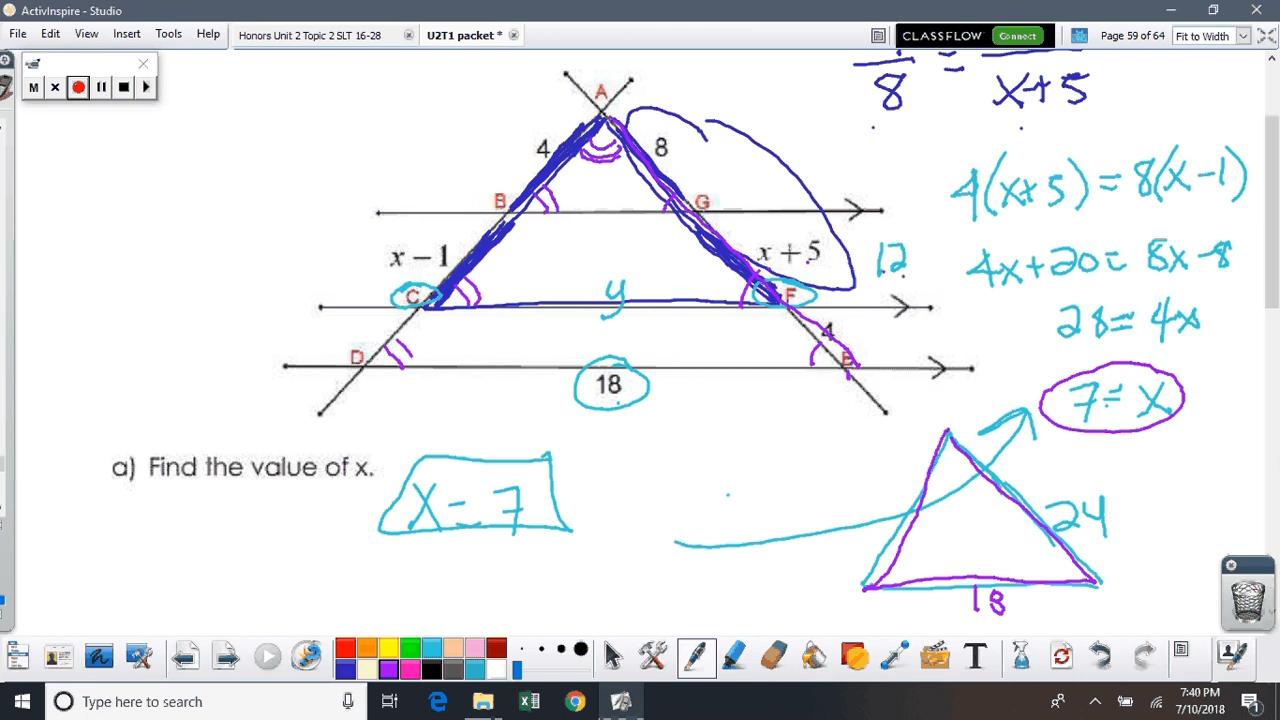 ActivInspire - Studio
File Edit View Insert Tools Help
Honors Unit 2 Topic 2 SLT 16-28
U2T1 packet *
CLASSFLOW Connect
Page 59 of 64
Fit to Width
M
8 = x+5
A
4
8
B
G
x − 1
x + 5
12
C
y
F
4
D
18
E
4(x+5) = 8(x-1)
4x+20 = 8x-8
28 = 4x
7 = x
a) Find the value of x.
x = 7
24
18
T
Type here to search
7:40 PM
7/10/2018
1